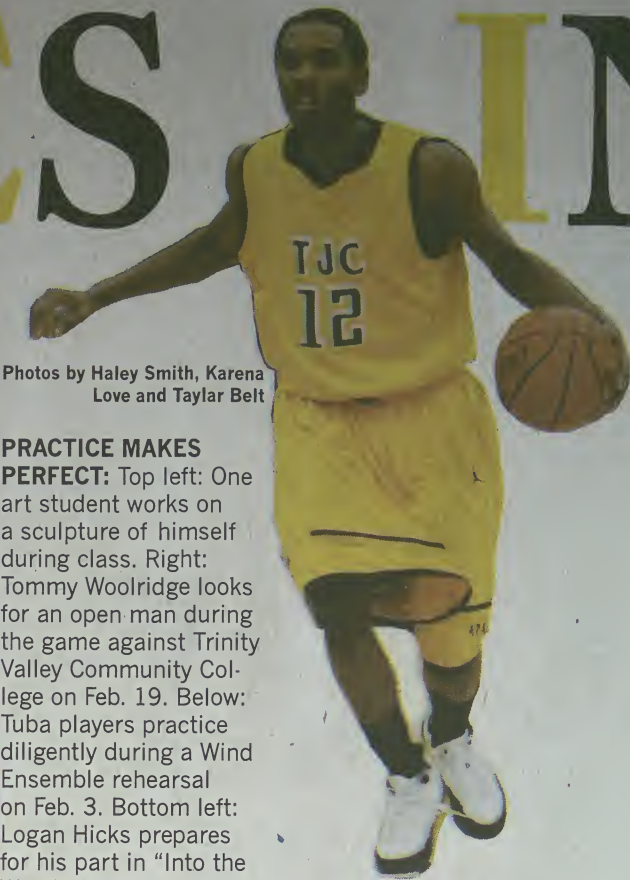 ES IN
TJC
12
Photos by Haley Smith, Karena
Love and Taylar Belt
PRACTICE MAKES
PERFECT: Top left: One
art student works on
a sculpture of himself
during class. Right:
Tommy Woolridge looks
for an open man during
the game against Trinity
Valley Community Col-
lege on Feb. 19. Below:
Tuba players practice
diligently during a Wind
Ensemble rehearsal
on Feb. 3. Bottom left:
Logan Hicks prepares
for his part in “Into the